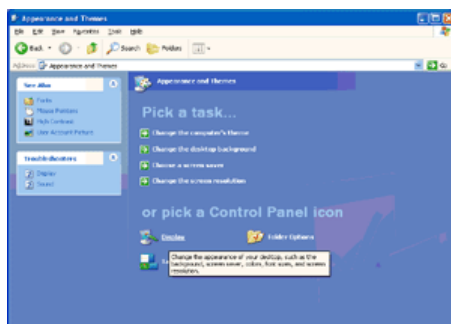 Appearance and Themes
File Edit View Favorites Tools Help
Back Search Folders
Address Appearance and Themes Go
See Also
Fonts
Mouse Pointers
High Contrast
User Account Picture
Troubleshooters
Display
Sound
Appearance and Themes
Pick a task...
Change the computer's theme
Change the desktop background
Choose a screen saver
Change the screen resolution
or pick a Control Panel icon
Display Folder Options
Change the appearance of your desktop, such as the
background, screen saver, colors, font sizes, and screen
resolution.